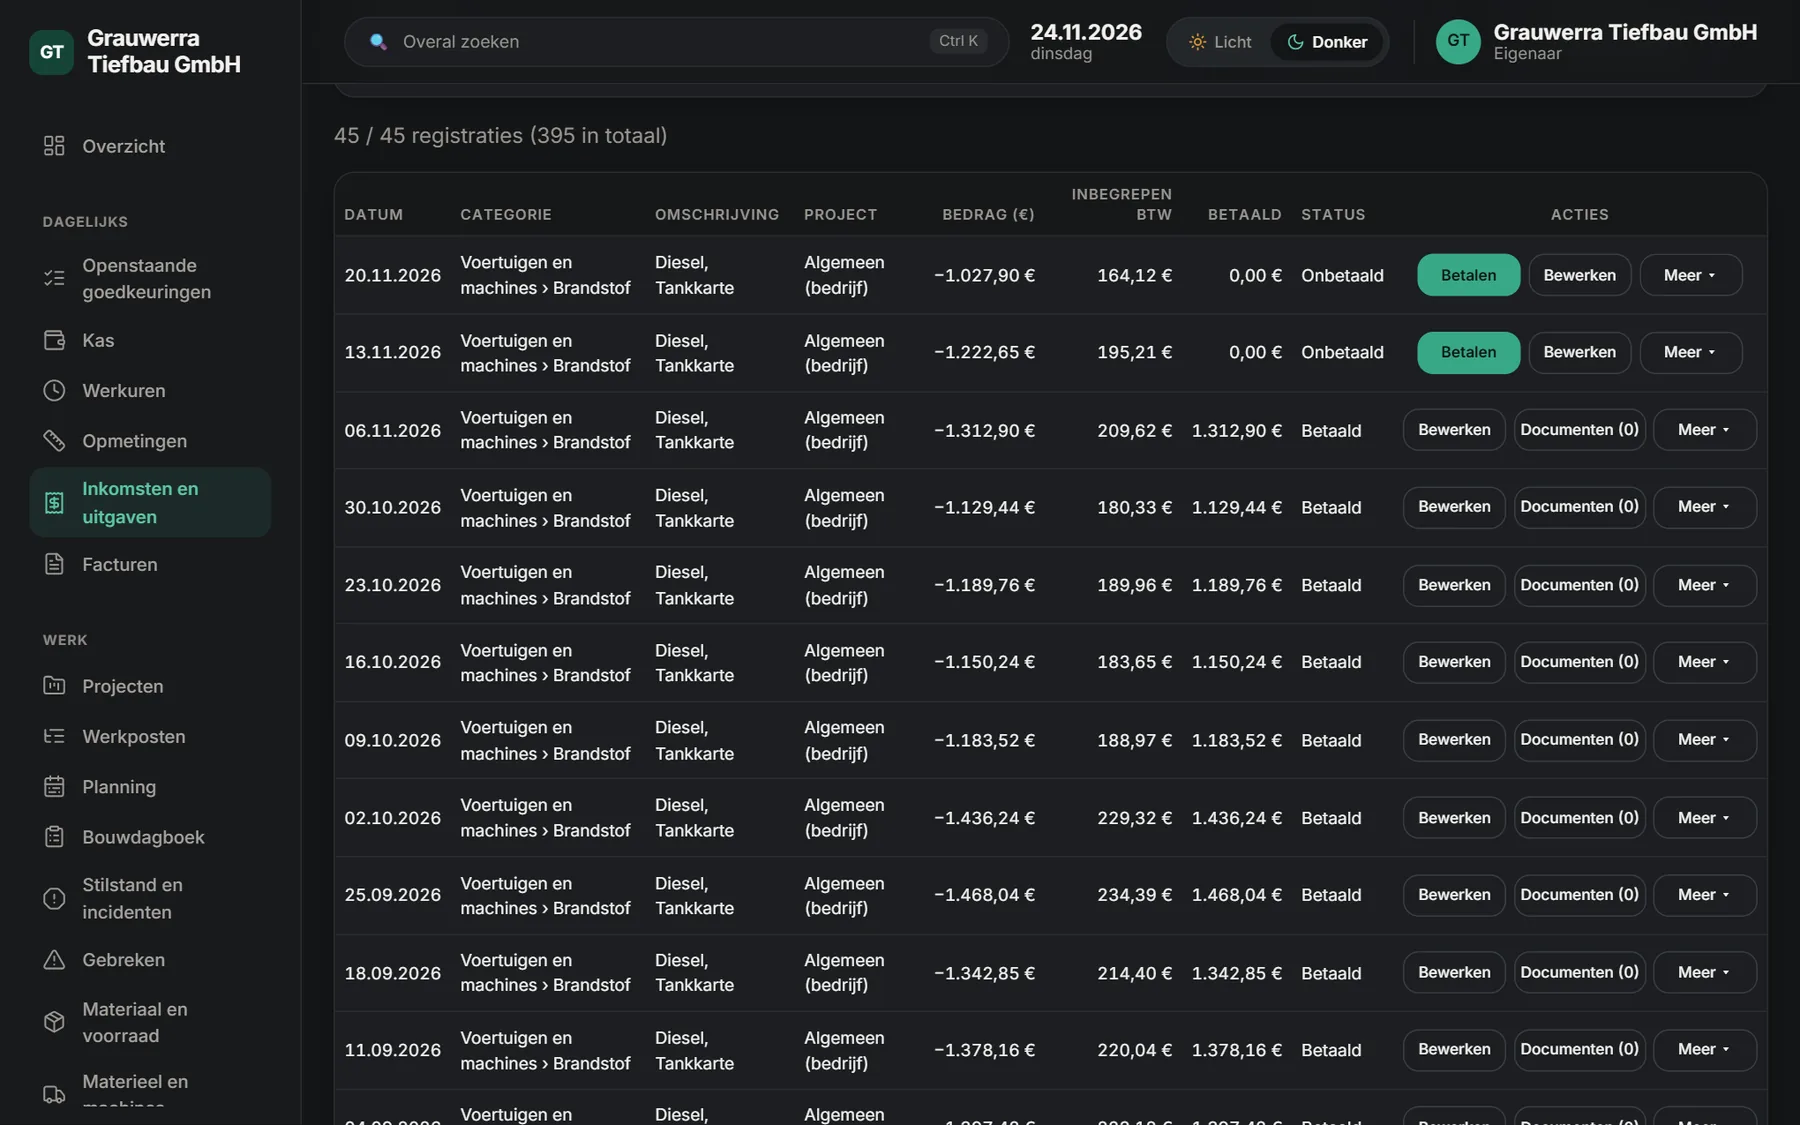 GT
Grauwerra
Tiefbau GmbH
Overal zoeken
Ctrl K
24.11.2026
dinsdag
Licht
Donker
GT
Grauwerra Tiefbau GmbH
Eigenaar
Overzicht
DAGELIJKS
Openstaande
goedkeuringen
Kas
Werkuren
Opmetingen
Inkomsten en
uitgaven
Facturen
WERK
Projecten
Werkposten
Planning
Bouwdagboek
Stilstand en
incidenten
Gebreken
Materiaal en
voorraad
Materieel en
machines
45 / 45 registraties (395 in totaal)
DATUM CATEGORIE OMSCHRIJVING PROJECT BEDRAG (€) INBEGREPEN BTW BETAALD STATUS ACTIES
20.11.2026 Voertuigen en machines › Brandstof Diesel, Tankkarte Algemeen (bedrijf) −1.027,90 € 164,12 € 0,00 € Onbetaald Betalen Bewerken Meer
13.11.2026 Voertuigen en machines › Brandstof Diesel, Tankkarte Algemeen (bedrijf) −1.222,65 € 195,21 € 0,00 € Onbetaald Betalen Bewerken Meer
06.11.2026 Voertuigen en machines › Brandstof Diesel, Tankkarte Algemeen (bedrijf) −1.312,90 € 209,62 € 1.312,90 € Betaald Bewerken Documenten (0) Meer
30.10.2026 Voertuigen en machines › Brandstof Diesel, Tankkarte Algemeen (bedrijf) −1.129,44 € 180,33 € 1.129,44 € Betaald Bewerken Documenten (0) Meer
23.10.2026 Voertuigen en machines › Brandstof Diesel, Tankkarte Algemeen (bedrijf) −1.189,76 € 189,96 € 1.189,76 € Betaald Bewerken Documenten (0) Meer
16.10.2026 Voertuigen en machines › Brandstof Diesel, Tankkarte Algemeen (bedrijf) −1.150,24 € 183,65 € 1.150,24 € Betaald Bewerken Documenten (0) Meer
09.10.2026 Voertuigen en machines › Brandstof Diesel, Tankkarte Algemeen (bedrijf) −1.183,52 € 188,97 € 1.183,52 € Betaald Bewerken Documenten (0) Meer
02.10.2026 Voertuigen en machines › Brandstof Diesel, Tankkarte Algemeen (bedrijf) −1.436,24 € 229,32 € 1.436,24 € Betaald Bewerken Documenten (0) Meer
25.09.2026 Voertuigen en machines › Brandstof Diesel, Tankkarte Algemeen (bedrijf) −1.468,04 € 234,39 € 1.468,04 € Betaald Bewerken Documenten (0) Meer
18.09.2026 Voertuigen en machines › Brandstof Diesel, Tankkarte Algemeen (bedrijf) −1.342,85 € 214,40 € 1.342,85 € Betaald Bewerken Documenten (0) Meer
11.09.2026 Voertuigen en machines › Brandstof Diesel, Tankkarte Algemeen (bedrijf) −1.378,16 € 220,04 € 1.378,16 € Betaald Bewerken Documenten (0) Meer
Voertuigen en Diesel, Algemeen